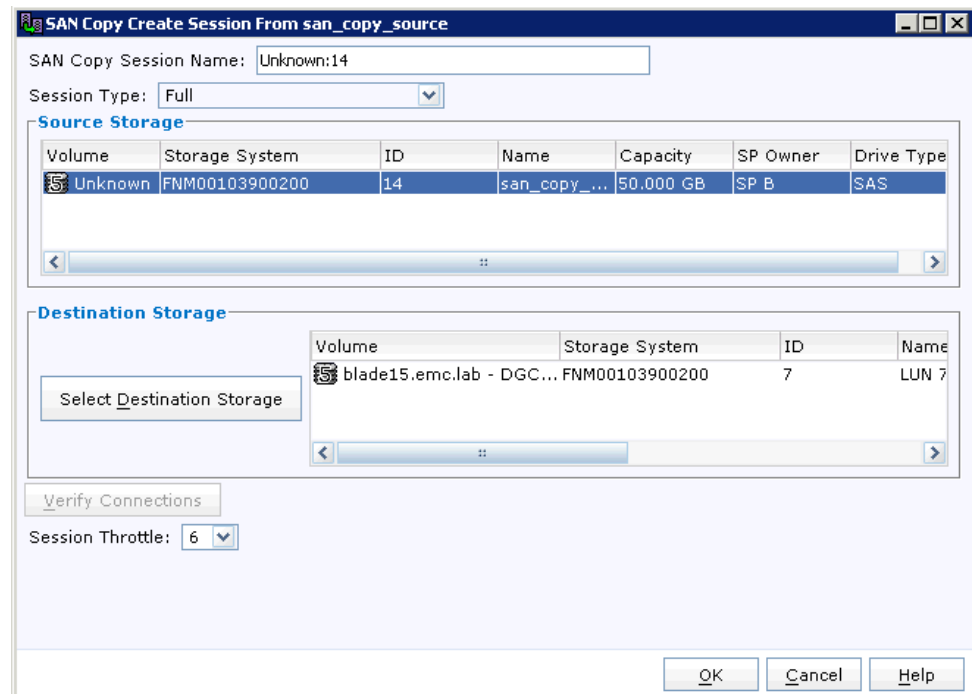 SAN Copy Create Session From san_copy_source
SAN Copy Session Name: Unknown:14
Session Type: Full
Source Storage
Volume Storage System ID Name Capacity SP Owner Drive Type
Unknown FNM00103900200 14 san_copy_... 50.000 GB SP B SAS
Destination Storage
Volume Storage System ID Name
blade15.emc.lab - DGC... FNM00103900200 7 LUN 7
Select Destination Storage
Verify Connections
Session Throttle: 6
OK Cancel Help